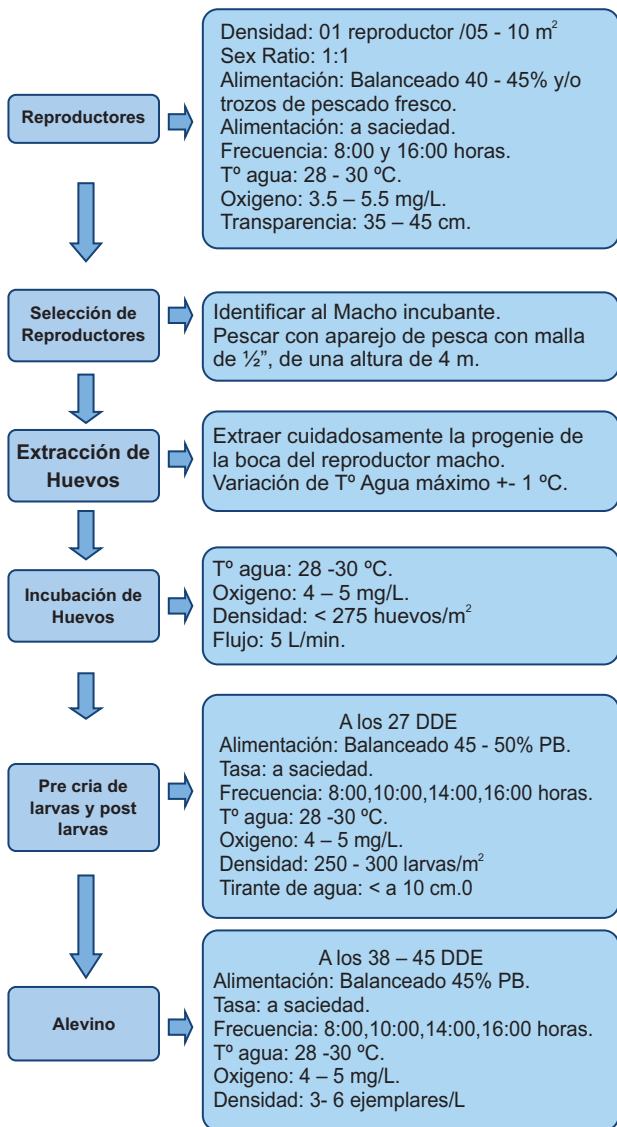 Reproductores
Densidad: 01 reproductor /05 - 10 m²
Sex Ratio: 1:1
Alimentación: Balanceado 40 - 45% y/o
trozos de pescado fresco.
Alimentación: a saciedad.
Frecuencia: 8:00 y 16:00 horas.
Tº agua: 28 - 30 ºC.
Oxigeno: 3.5 – 5.5 mg/L.
Transparencia: 35 – 45 cm.
Selección de
Reproductores
Identificar al Macho incubante.
Pescar con aparejo de pesca con malla
de ½”, de una altura de 4 m.
Extracción de
Huevos
Extraer cuidadosamente la progenie de
la boca del reproductor macho.
Variación de Tº Agua máximo +- 1 ºC.
Incubación de
Huevos
Tº agua: 28 -30 ºC.
Oxigeno: 4 – 5 mg/L.
Densidad: < 275 huevos/m²
Flujo: 5 L/min.
Pre cria de
larvas y post
larvas
A los 27 DDE
Alimentación: Balanceado 45 - 50% PB.
Tasa: a saciedad.
Frecuencia: 8:00,10:00,14:00,16:00 horas.
Tº agua: 28 -30 ºC.
Oxigeno: 4 – 5 mg/L.
Densidad: 250 - 300 larvas/m²
Tirante de agua: < a 10 cm.0
Alevino
A los 38 – 45 DDE
Alimentación: Balanceado 45% PB.
Tasa: a saciedad.
Frecuencia: 8:00,10:00,14:00,16:00 horas.
Tº agua: 28 -30 ºC.
Oxigeno: 4 – 5 mg/L.
Densidad: 3- 6 ejemplares/L